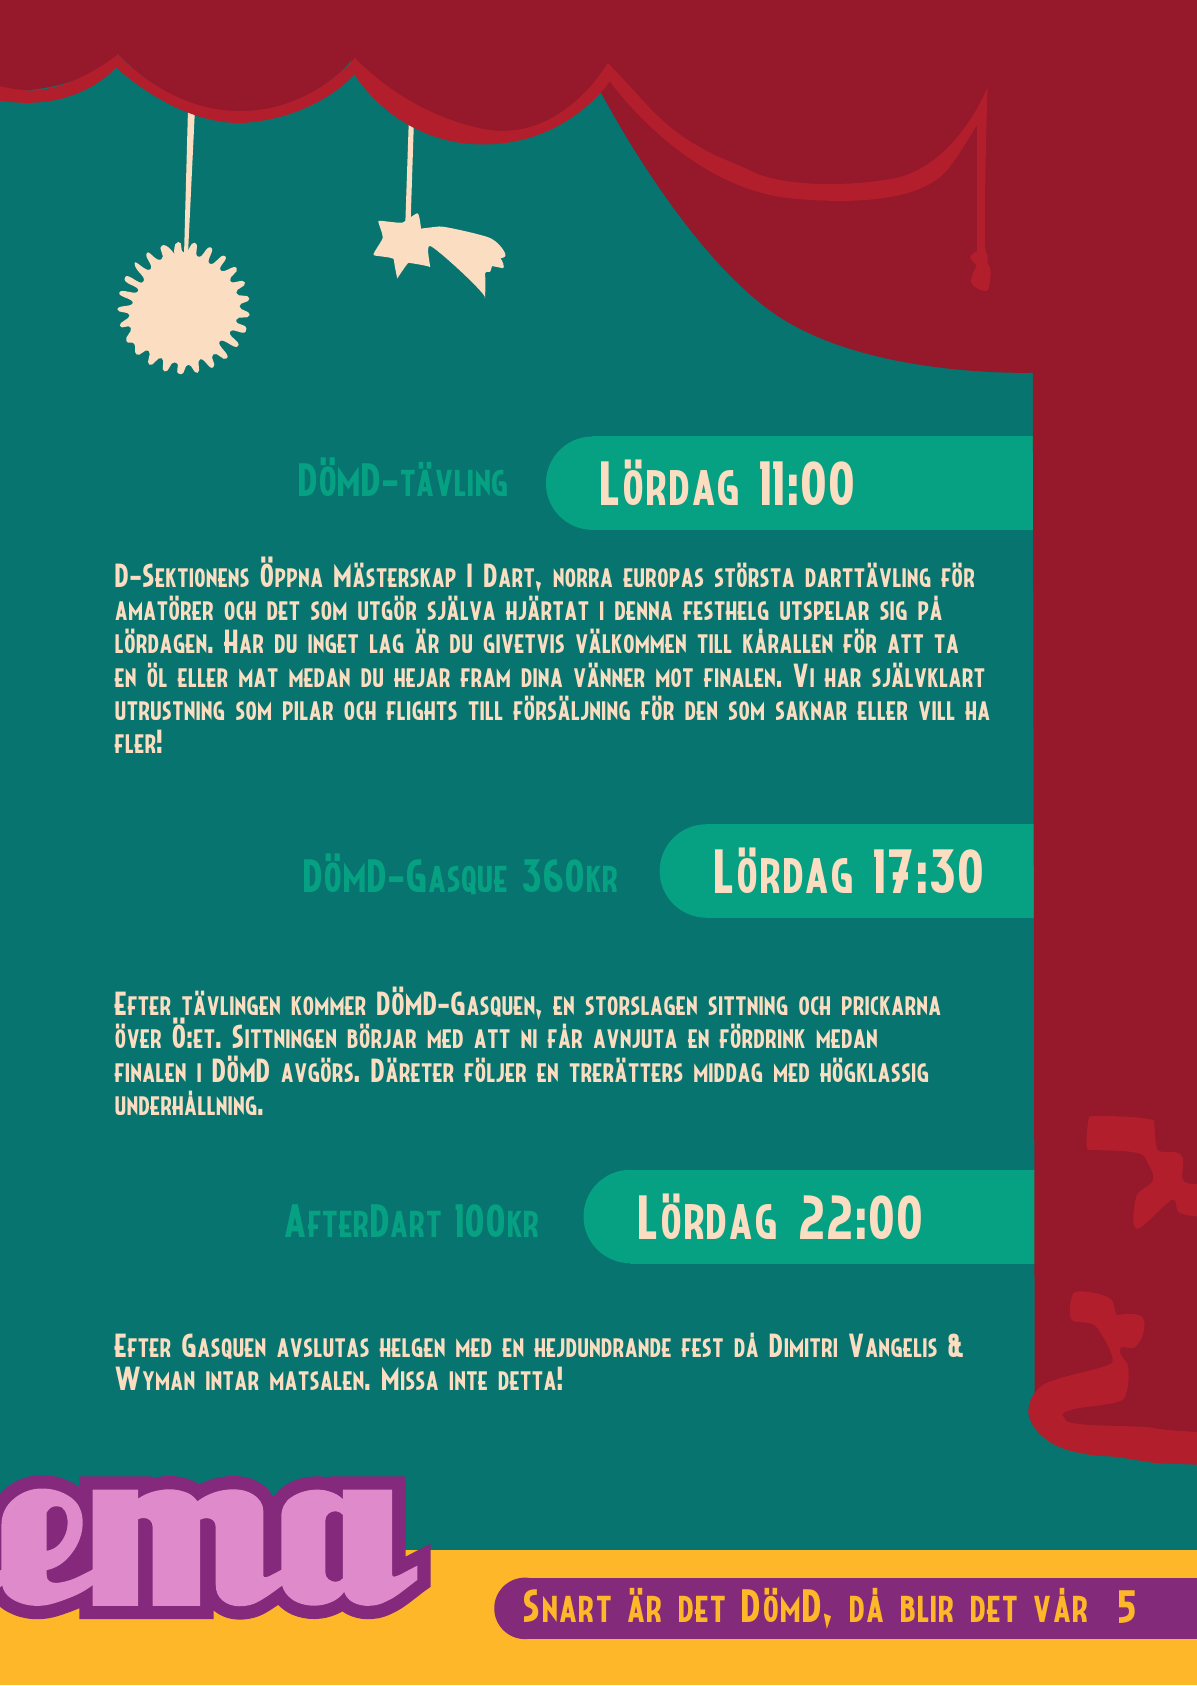 DÖMD-tävling
Lördag 11:00
D-Sektionens Öppna Mästerskap I Dart, norra europas största darttävling för
amatörer och det som utgör själva hjärtat i denna festhelg utspelar sig på
lördagen. Har du inget lag är du givetvis välkommen till kårallen för att ta
en öl eller mat medan du hejar fram dina vänner mot finalen. Vi har självklart
utrustning som pilar och flights till försäljning för den som saknar eller vill ha
fler!
DÖMD-Gasque 360kr
Lördag 17:30
Efter tävlingen kommer DÖMD-Gasquen, en storslagen sittning och prickarna
över Ö:et. Sittningen börjar med att ni får avnjuta en fördrink medan
finalen i DÖMD avgörs. Däreter följer en trerätters middag med högklassig
underhållning.
AfterDart 100kr
Lördag 22:00
Efter Gasquen avslutas helgen med en hejdundrande fest då Dimitri Vangelis &
Wyman intar matsalen. Missa inte detta!
ema
Snart är det DömD, då blir det vår 5